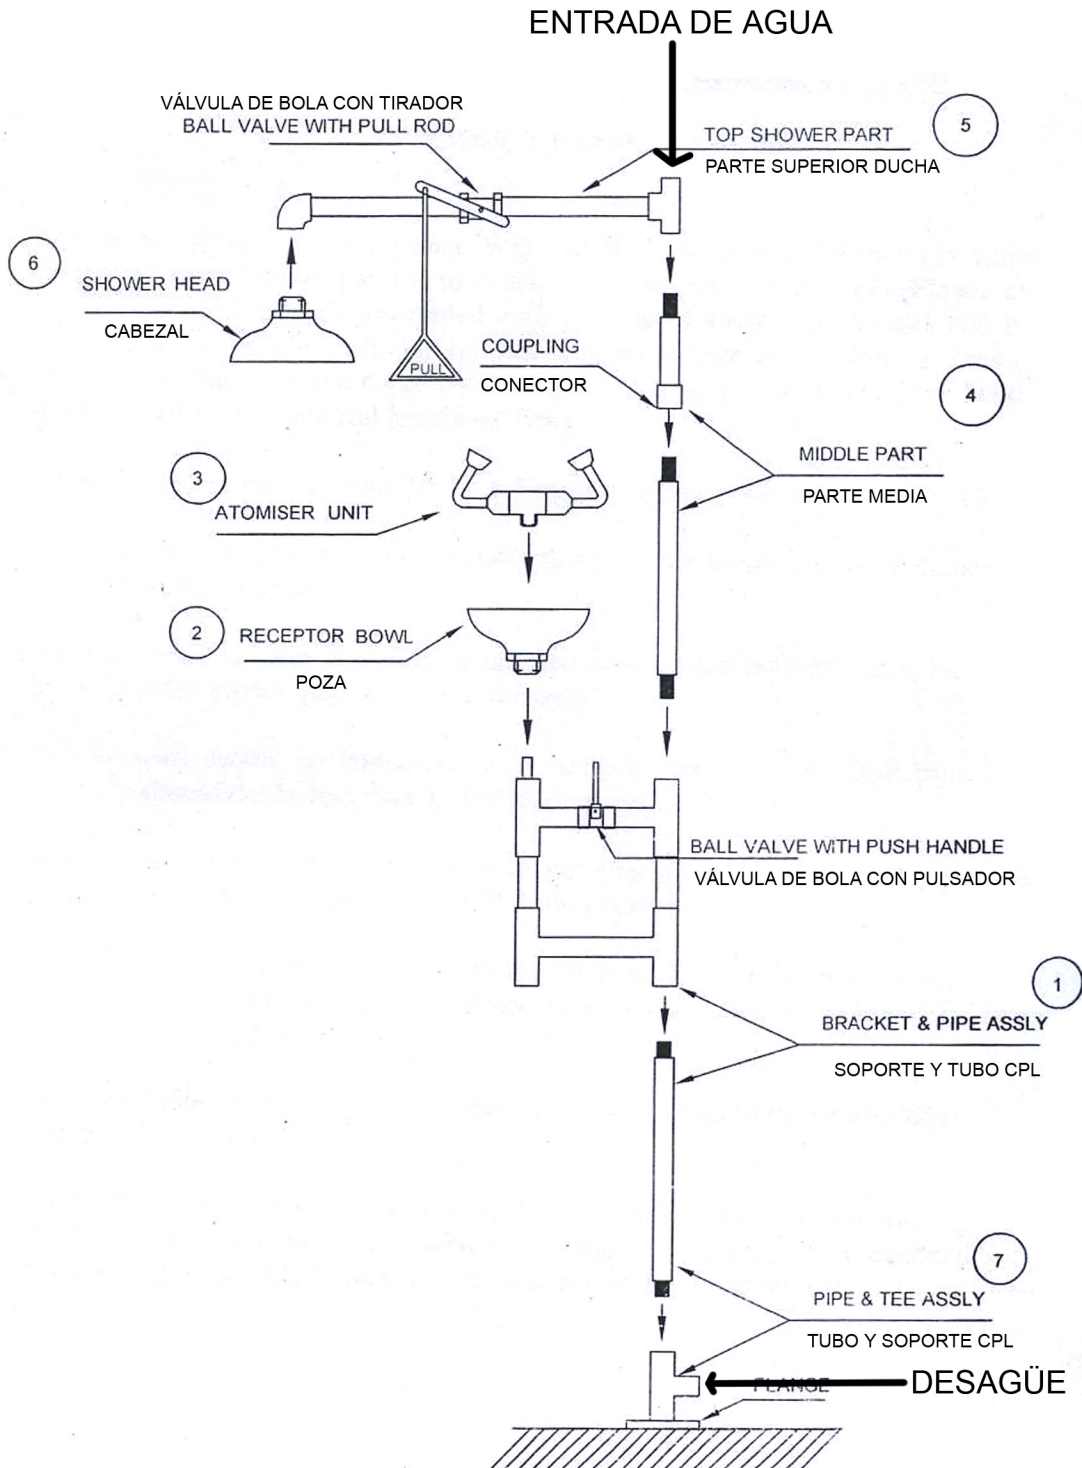 ENTRADA DE AGUA
VÁLVULA DE BOLA CON TIRADOR
BALL VALVE WITH PULL ROD
TOP SHOWER PART
PARTE SUPERIOR DUCHA
5
6
SHOWER HEAD
CABEZAL
PULL
COUPLING
CONECTOR
4
MIDDLE PART
PARTE MEDIA
3
ATOMISER UNIT
2
RECEPTOR BOWL
POZA
BALL VALVE WITH PUSH HANDLE
VÁLVULA DE BOLA CON PULSADOR
1
BRACKET & PIPE ASSLY
SOPORTE Y TUBO CPL
7
PIPE & TEE ASSLY
TUBO Y SOPORTE CPL
DESAGÜE
FLANGE